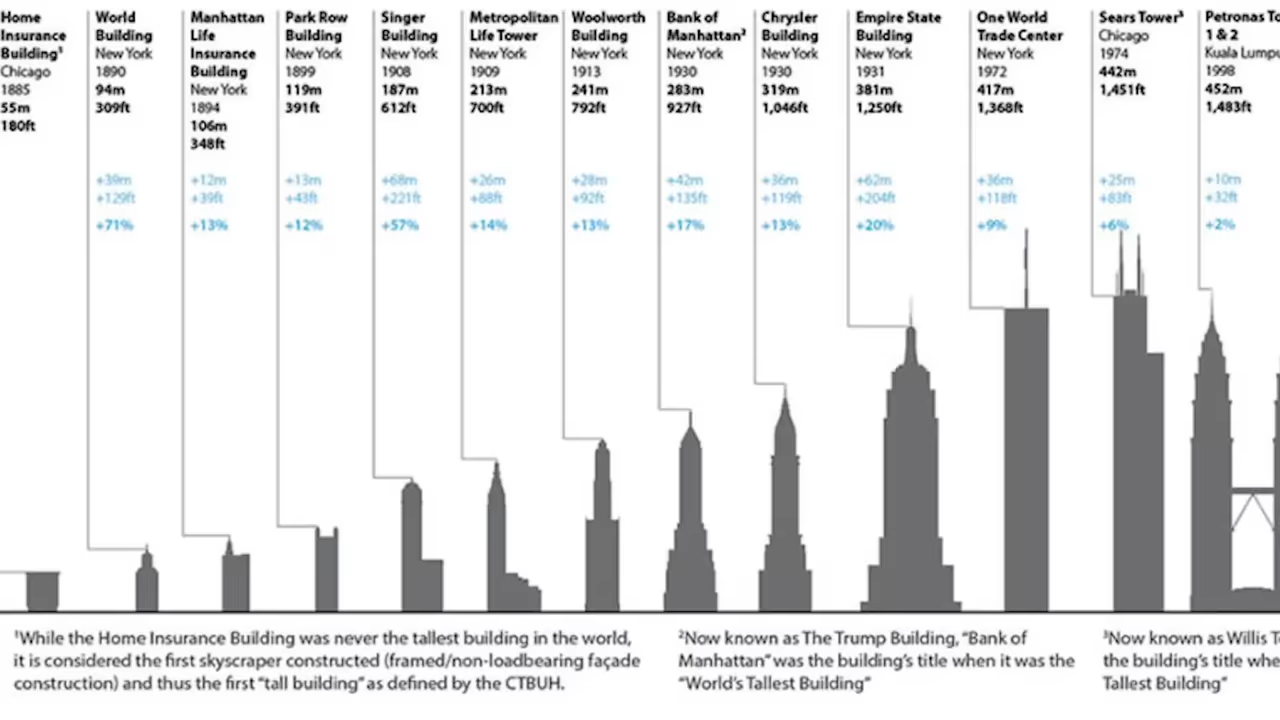 Home
Insurance
Building¹
Chicago
1885
55m
180ft
World
Building
New York
1890
94m
309ft
+39m
+129ft
+71%
Manhattan
Life
Insurance
Building
New York
1894
106m
348ft
+12m
+39ft
+13%
Park Row
Building
New York
1899
119m
391ft
+13m
+43ft
+12%
Singer
Building
New York
1908
187m
612ft
+68m
+221ft
+57%
Metropolitan
Life Tower
New York
1909
213m
700ft
+26m
+88ft
+14%
Woolworth
Building
New York
1913
241m
792ft
+28m
+92ft
+13%
Bank of
Manhattan²
New York
1930
283m
927ft
+42m
+135ft
+17%
Chrysler
Building
New York
1930
319m
1,046ft
+36m
+119ft
+13%
Empire State
Building
New York
1931
381m
1,250ft
+62m
+204ft
+20%
One World
Trade Center
New York
1972
417m
1,368ft
+36m
+118ft
+9%
Sears Tower³
Chicago
1974
442m
1,451ft
+25m
+83ft
+6%
Petronas To
1 & 2
Kuala Lumpu
1998
452m
1,483ft
+10m
+32ft
+2%
¹While the Home Insurance Building was never the tallest building in the world,
it is considered the first skyscraper constructed (framed/non-loadbearing façade
construction) and thus the first "tall building" as defined by the CTBUH.
²Now known as The Trump Building, "Bank of
Manhattan" was the building's title when it was the
"World's Tallest Building"
³Now known as Willis T
the building's title whe
Tallest Building"